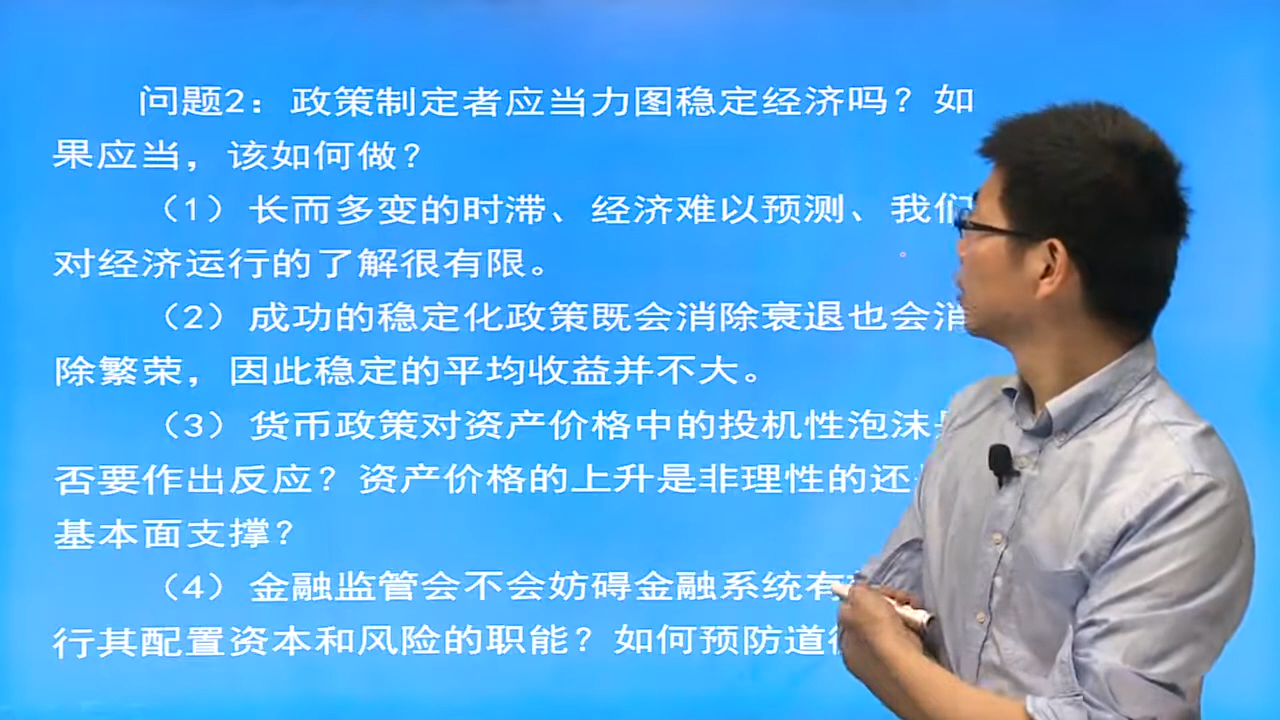 问题2：政策制定者应当力图稳定经济吗？如
果应当，该如何做？
（1）长而多变的时滞、经济难以预测、我们
对经济运行的了解很有限。
（2）成功的稳定化政策既会消除衰退也会消
除繁荣，因此稳定的平均收益并不大。
（3）货币政策对资产价格中的投机性泡沫
否要作出反应？资产价格的上升是非理性的还
基本面支撑？
（4）金融监管会不会妨碍金融系统有
行其配置资本和风险的职能？如何预防道